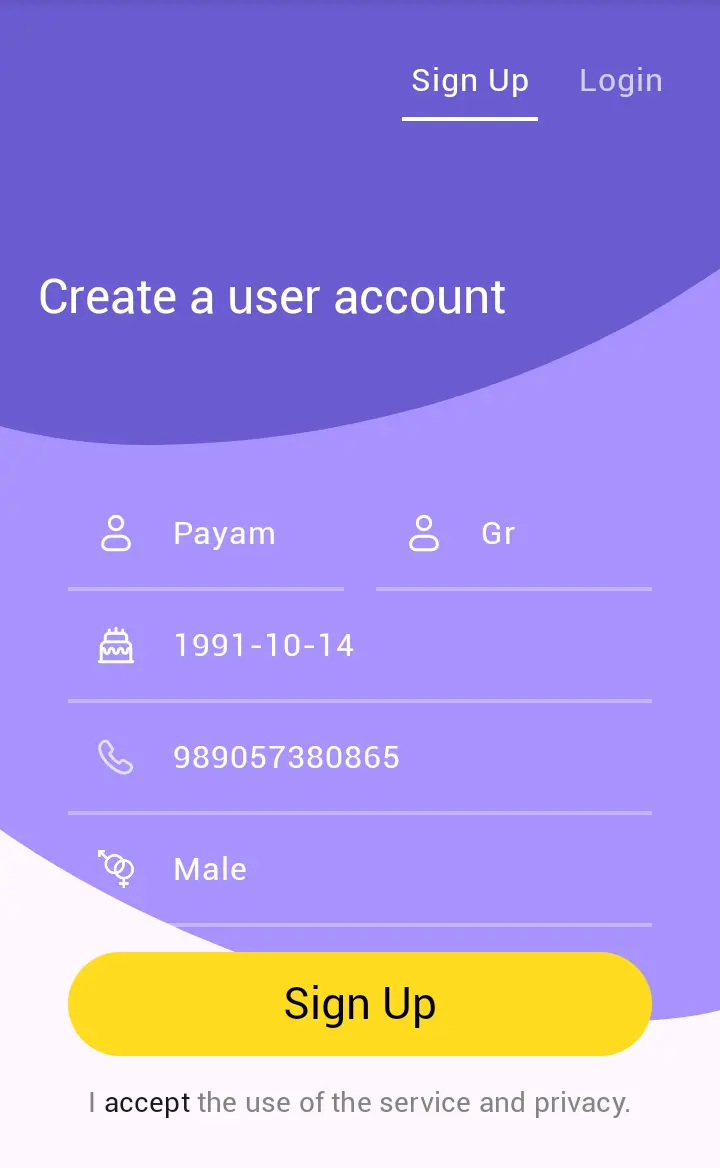 Sign Up Login
Create a user account
Payam Gr
1991-10-14
989057380865
Male
Sign Up
I accept the use of the service and privacy.